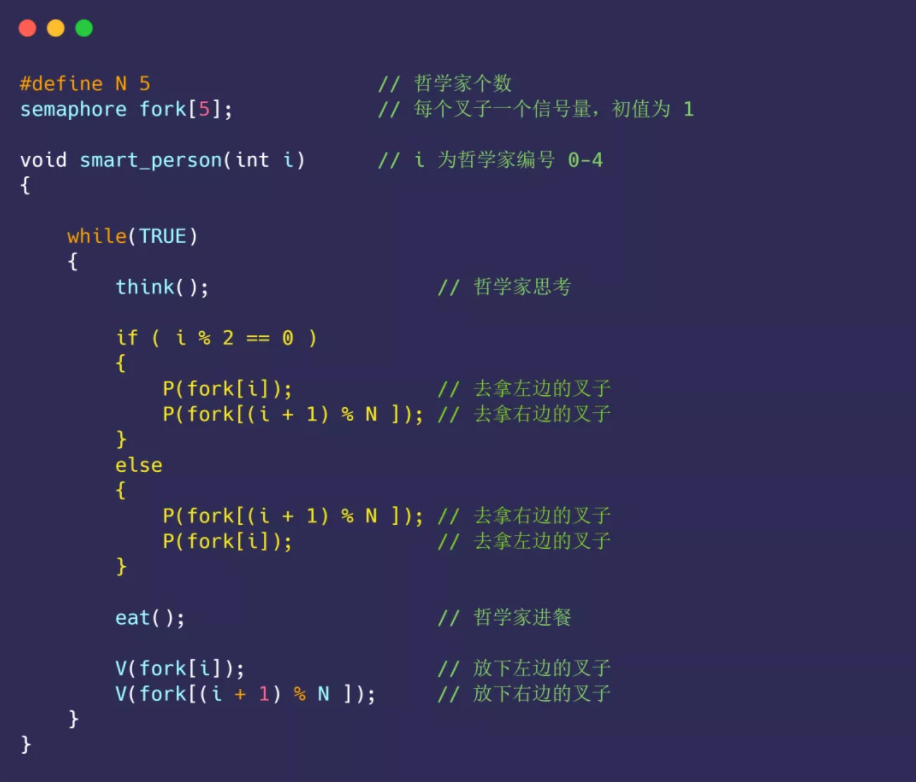 #define N 5 // 哲学家个数
semaphore fork[5]; // 每个叉子一个信号量，初值为 1
void smart_person(int i) // i 为哲学家编号 0-4
{
while(TRUE)
{
think(); // 哲学家思考
if ( i % 2 == 0 )
{
P(fork[i]); // 去拿左边的叉子
P(fork[(i + 1) % N ]); // 去拿右边的叉子
}
else
{
P(fork[(i + 1) % N ]); // 去拿右边的叉子
P(fork[i]); // 去拿左边的叉子
}
eat(); // 哲学家进餐
V(fork[i]); // 放下左边的叉子
V(fork[(i + 1) % N ]); // 放下右边的叉子
}
}